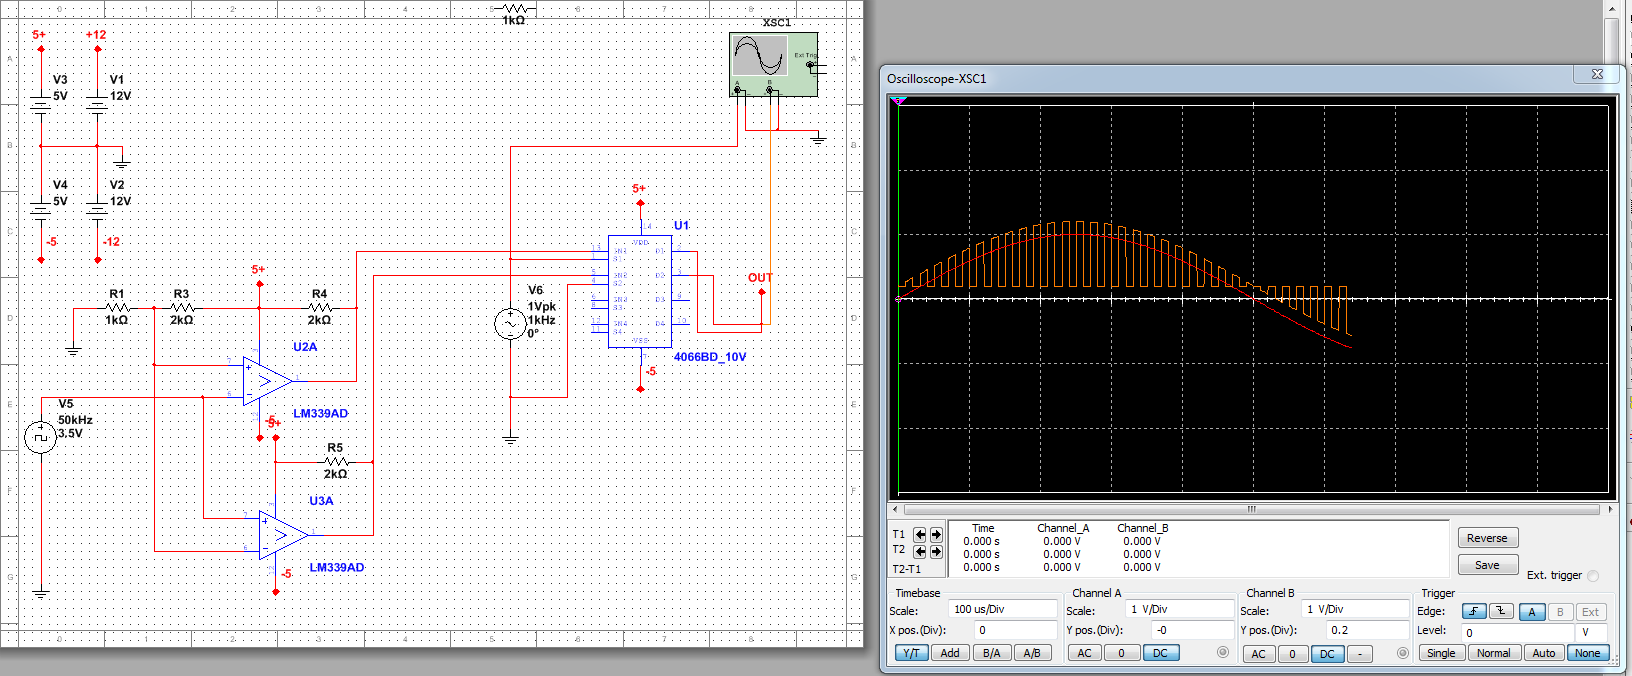 1kΩ
XSC1
Ext Trig
A
B
5+
+12
V3
5V
V1
12V
V4
5V
V2
12V
-5
-12
5+
R1
1kΩ
R3
2kΩ
R4
2kΩ
U2A
LM339AD
-5
5+
V5
50kHz
3.5V
R5
2kΩ
U3A
LM339AD
-5
V6
1Vpk
1kHz
0°
5+
U1
VDD
VSS
4066BD_10V
-5
OUT
Oscilloscope-XSC1
Time
Channel_A
Channel_B
T1
0.000 s
0.000 V
0.000 V
T2
0.000 s
0.000 V
0.000 V
T2-T1
0.000 s
0.000 V
0.000 V
Reverse
Save
Ext. trigger
Timebase
Scale:
100 us/Div
X pos.(Div):
0
Y/T
Add
B/A
A/B
Channel A
Scale:
1 V/Div
Y pos.(Div):
-0
AC
0
DC
Channel B
Scale:
1 V/Div
Y pos.(Div):
0.2
AC
0
DC
-
Trigger
Edge:
A
B
Ext
Level:
0
V
Single
Normal
Auto
None